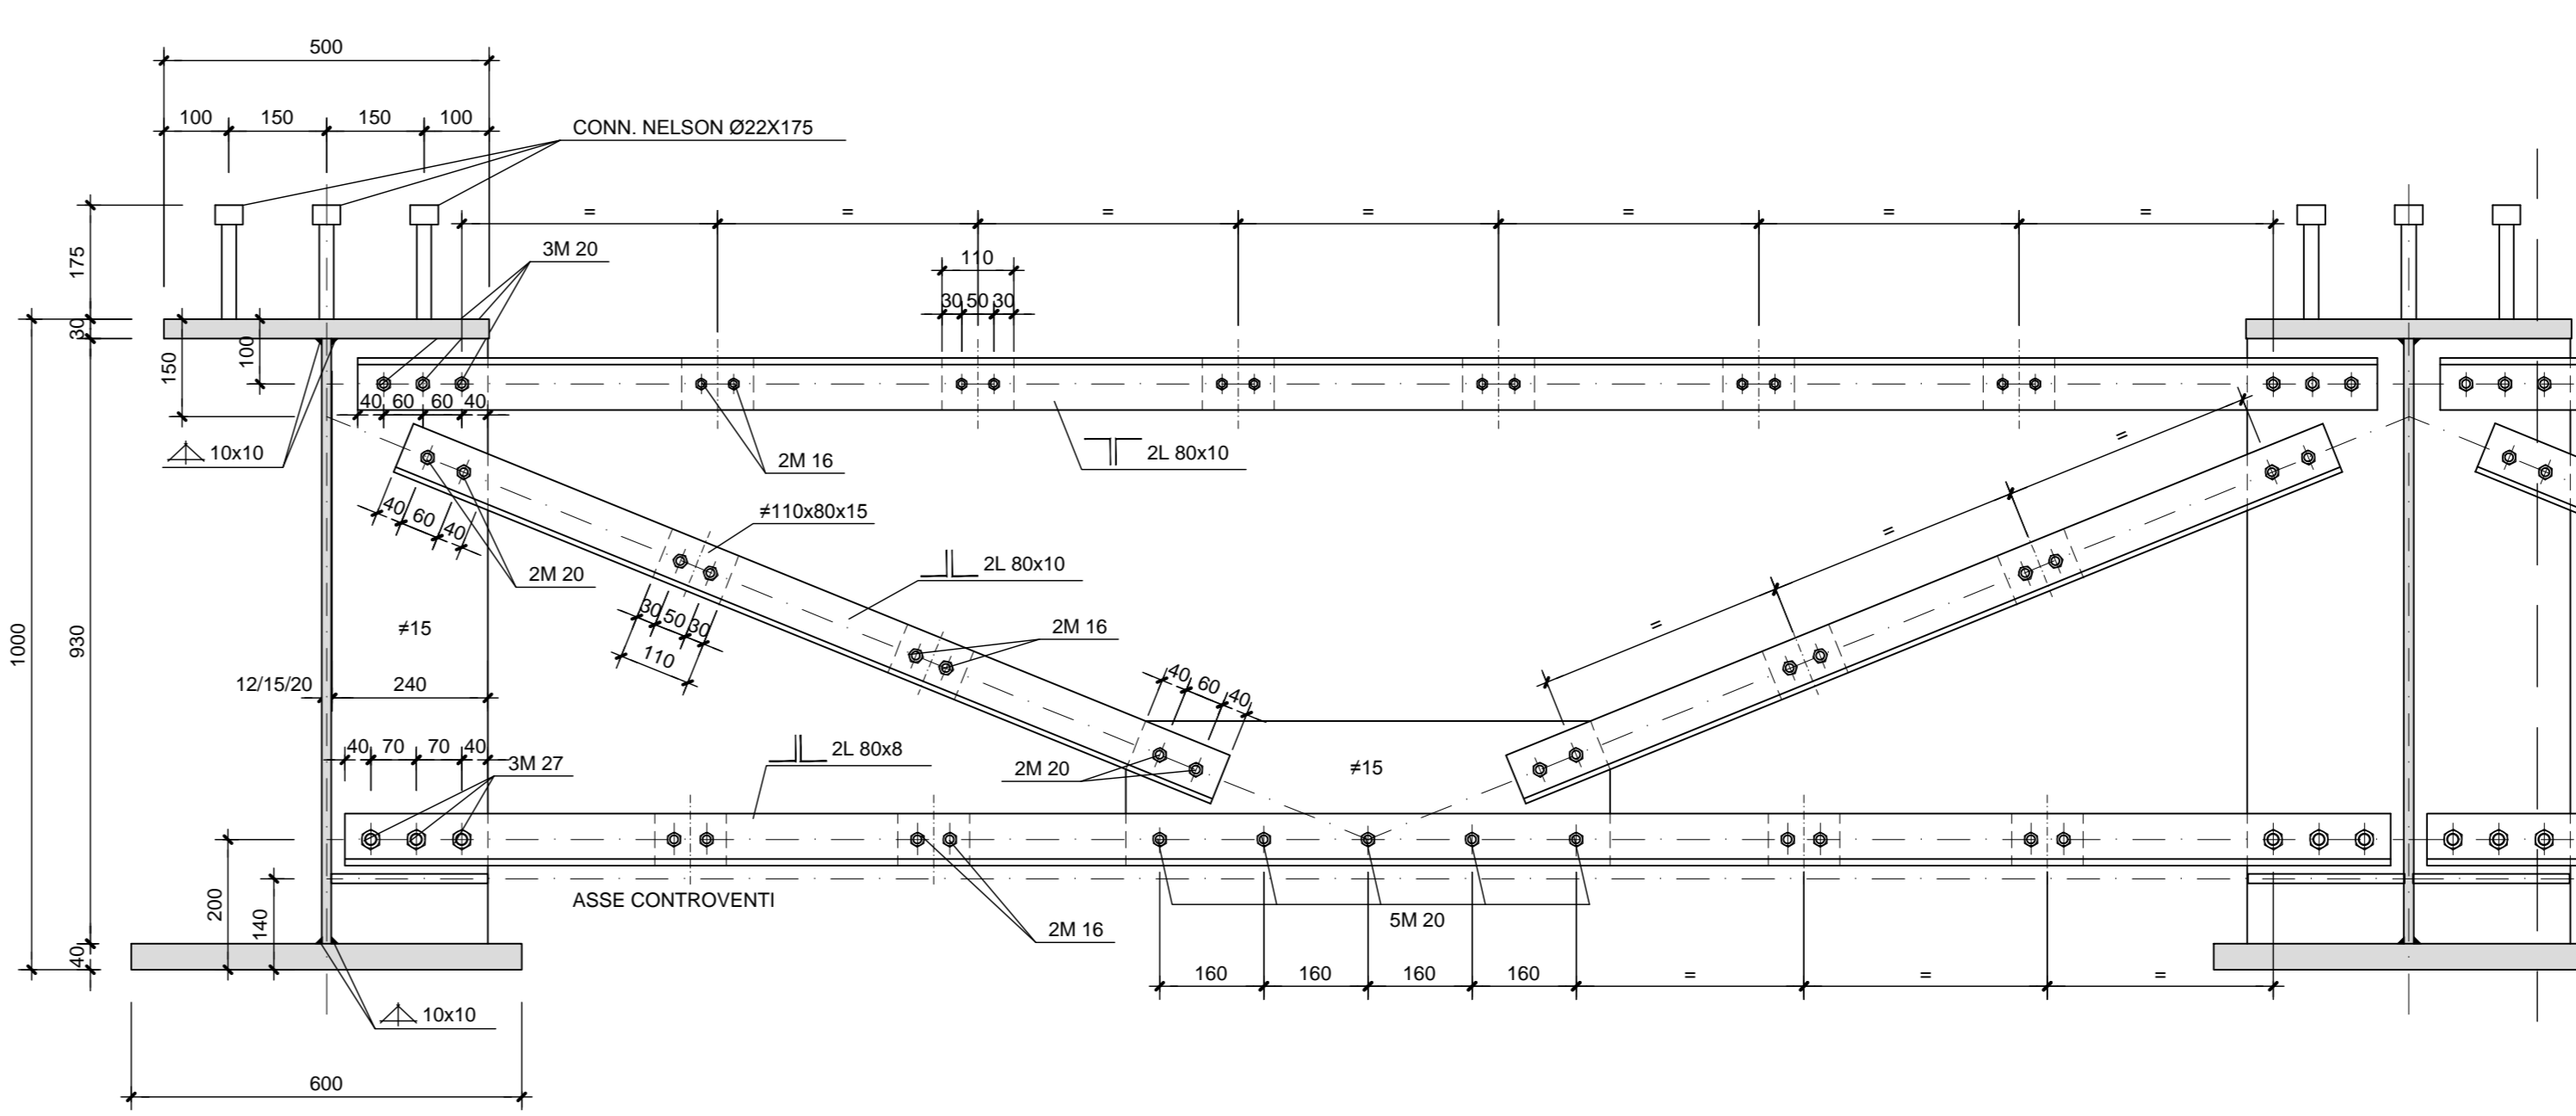 500
100 150 150 100
CONN. NELSON Ø22X175
= = = = = = =
175
3M 20
110
30 50 30
30
150
100
40 60 60 40
10x10
2M 16
2L 80x10
=
40 60 40
≠110x80x15
=
2M 20
2L 80x10
30 50 30
110
2M 16
=
≠15
1000
930
12/15/20
240
40 60 40
40 70 70 40
3M 27
2L 80x8
2M 20
≠15
200
140
ASSE CONTROVENTI
2M 16
5M 20
40
160 160 160 160 = = =
10x10
600